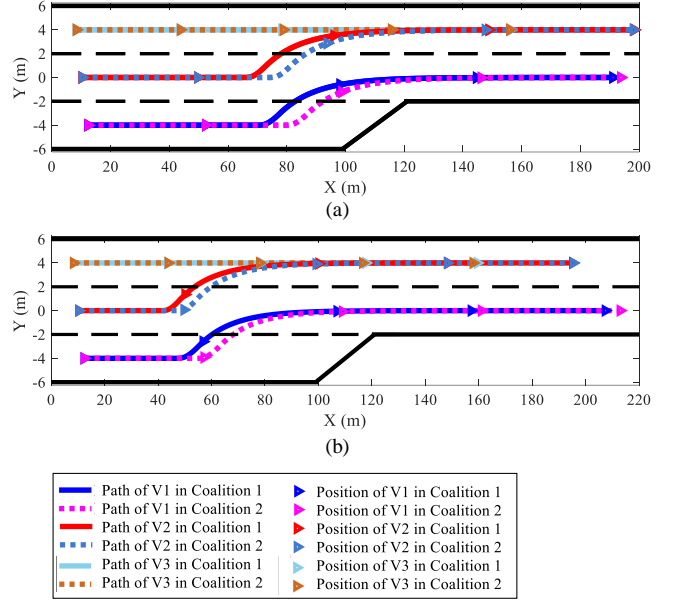 6
4
2
0
-2
-4
-6
Y (m)
0 20 40 60 80 100 120 140 160 180 200
X (m)
(a)
6
4
2
0
-2
-4
-6
Y (m)
0 20 40 60 80 100 120 140 160 180 200 220
X (m)
(b)
Path of V1 in Coalition 1 Position of V1 in Coalition 1
Path of V1 in Coalition 2 Position of V1 in Coalition 2
Path of V2 in Coalition 1 Position of V2 in Coalition 1
Path of V2 in Coalition 2 Position of V2 in Coalition 2
Path of V3 in Coalition 1 Position of V3 in Coalition 1
Path of V3 in Coalition 2 Position of V3 in Coalition 2